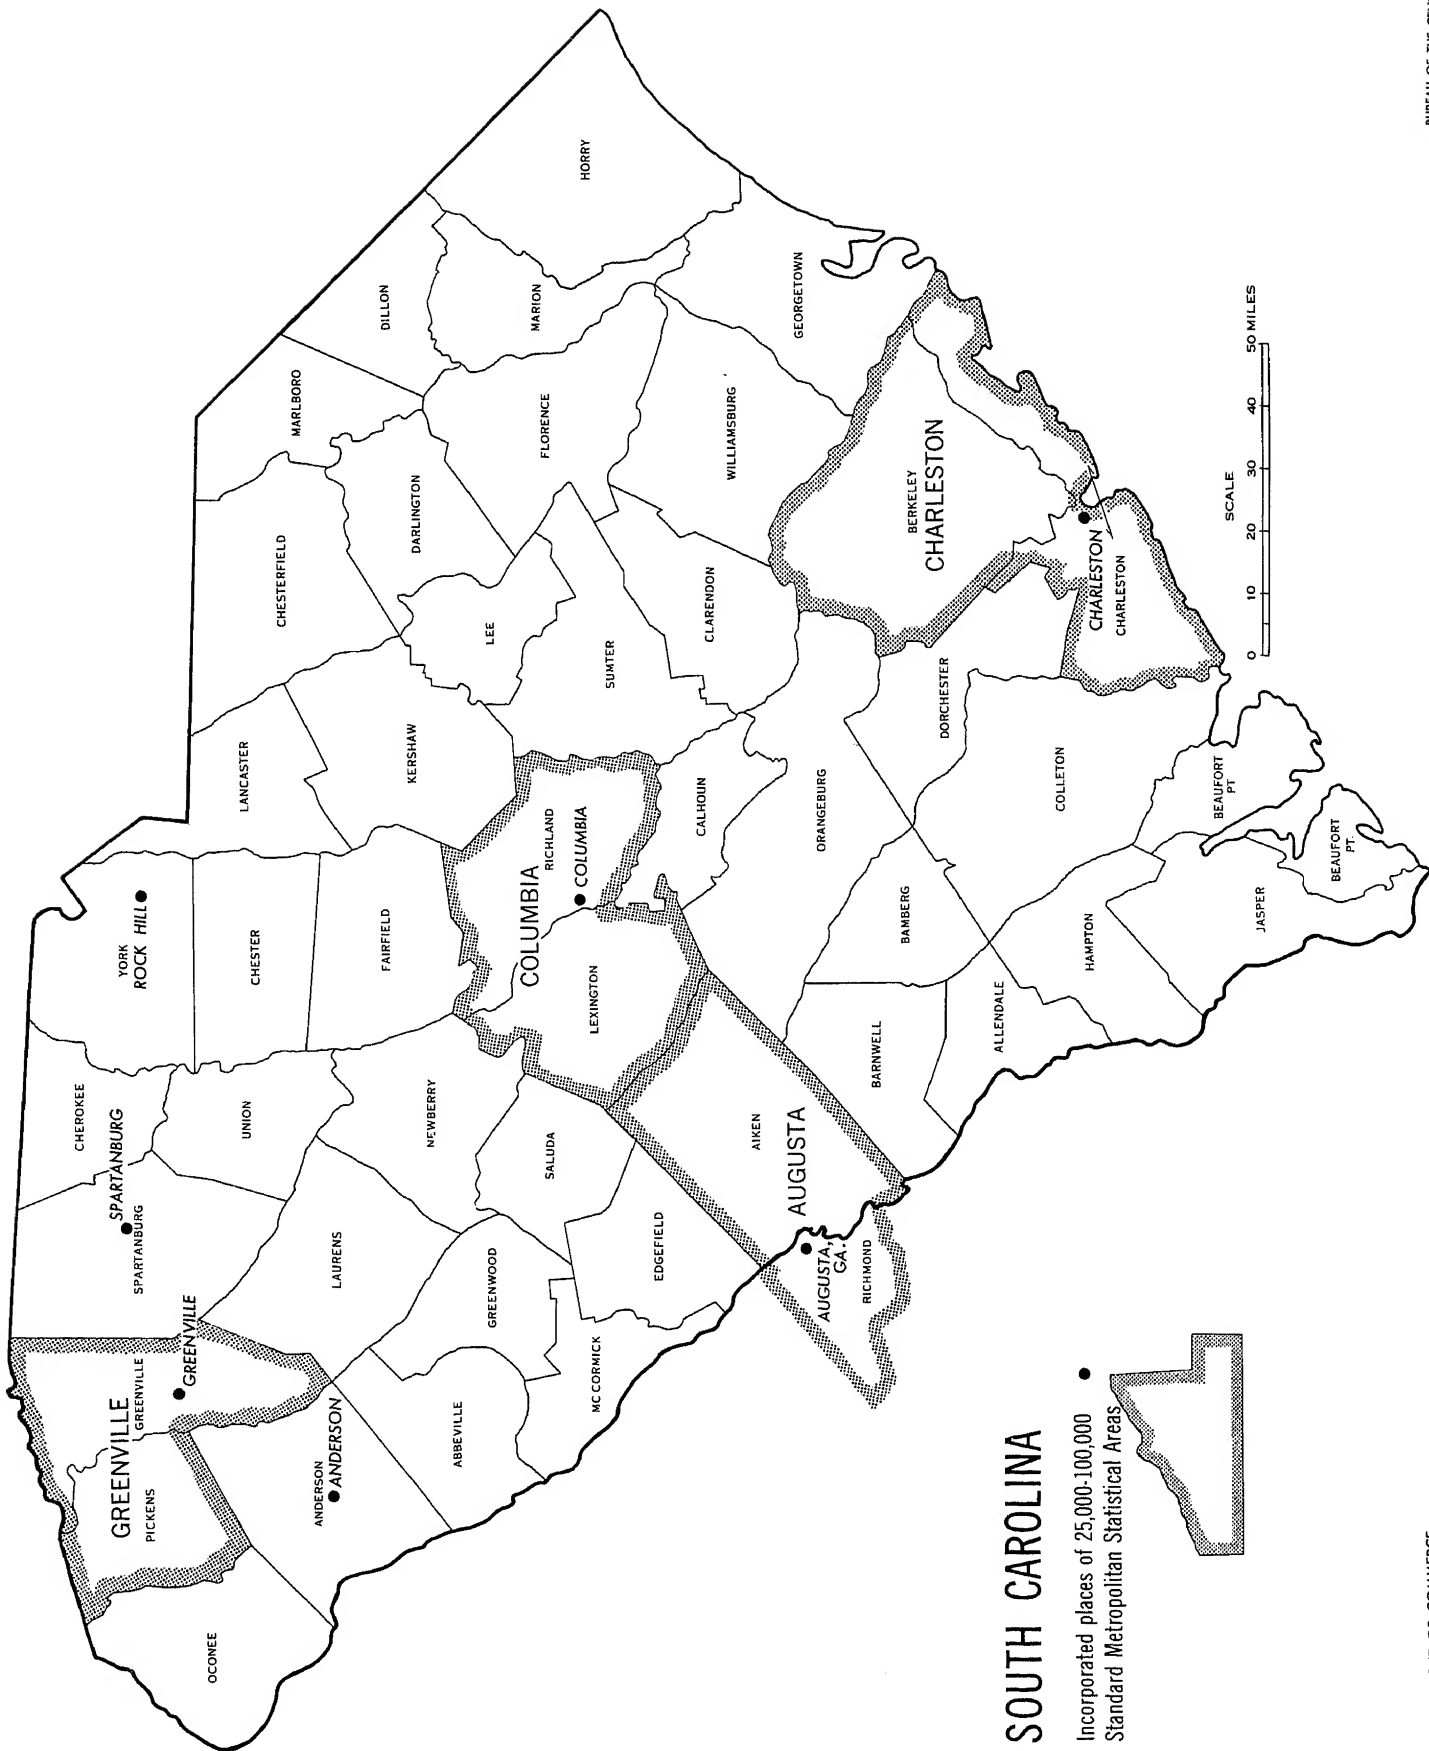 OCONEE
GREENVILLE
PICKENS
GREENVILLE
GREENVILLE
ANDERSON
ANDERSON
SPARTANBURG
SPARTANBURG
CHEROKEE
YORK
ROCK HILL
UNION
CHESTER
LANCASTER
CHESTERFIELD
MARLBORO
DILLON
LAURENS
ABBEVILLE
GREENWOOD
NEWBERRY
FAIRFIELD
KERSHAW
LEE
DARLINGTON
FLORENCE
MARION
HORRY
MC CORMICK
EDGEFIELD
SALUDA
LEXINGTON
COLUMBIA
RICHLAND
COLUMBIA
SUMTER
CALHOUN
CLARENDON
WILLIAMSBURG
GEORGETOWN
AUGUSTA,
GA.
RICHMOND
AUGUSTA
AIKEN
BARNWELL
BAMBERG
ORANGEBURG
ALLENDALE
HAMPTON
COLLETON
DORCHESTER
BERKELEY
CHARLESTON
CHARLESTON
CHARLESTON
JASPER
BEAUFORT
PT
BEAUFORT
PT.
SOUTH CAROLINA
Incorporated places of 25,000-100,000
Standard Metropolitan Statistical Areas
SCALE
0 10 20 30 40 50 MILES